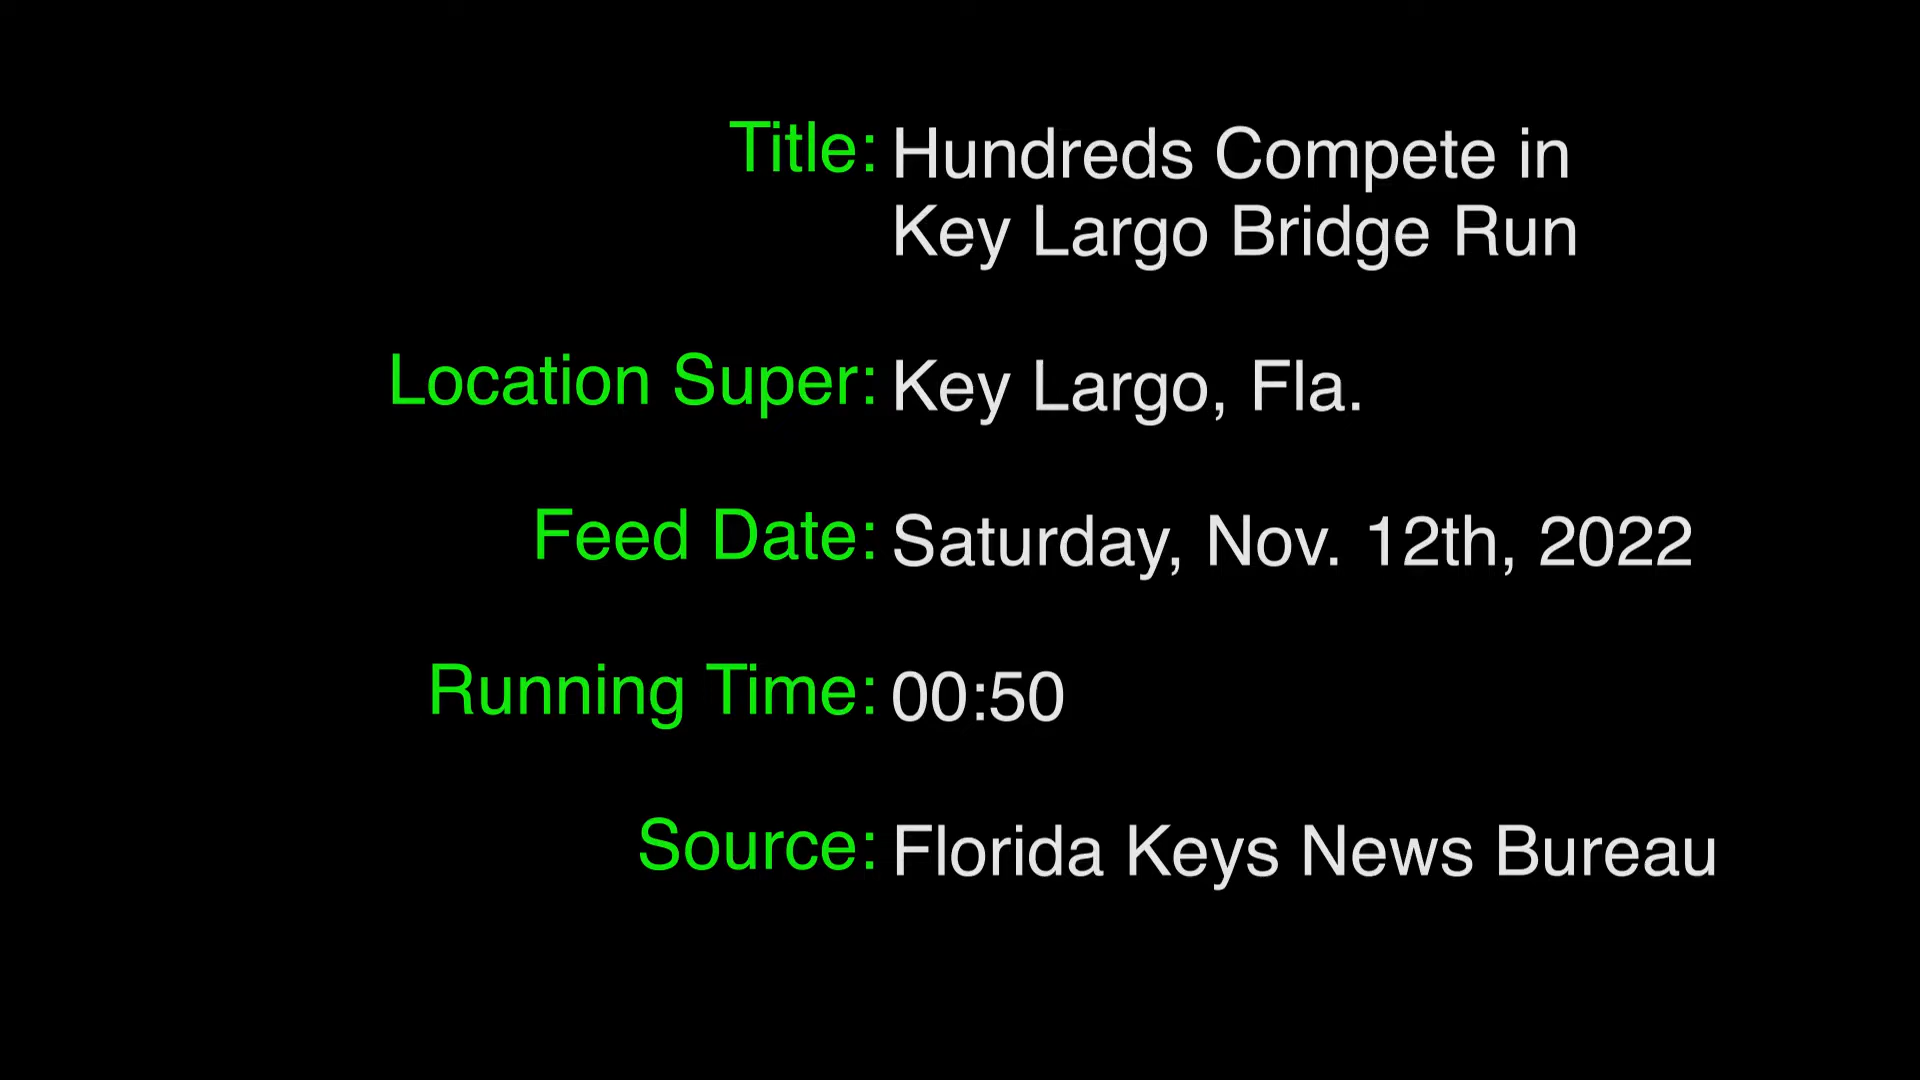 Title: Hundreds Compete in
Key Largo Bridge Run
Location Super: Key Largo, Fla.
Feed Date: Saturday, Nov. 12th, 2022
Running Time: 00:50
Source: Florida Keys News Bureau